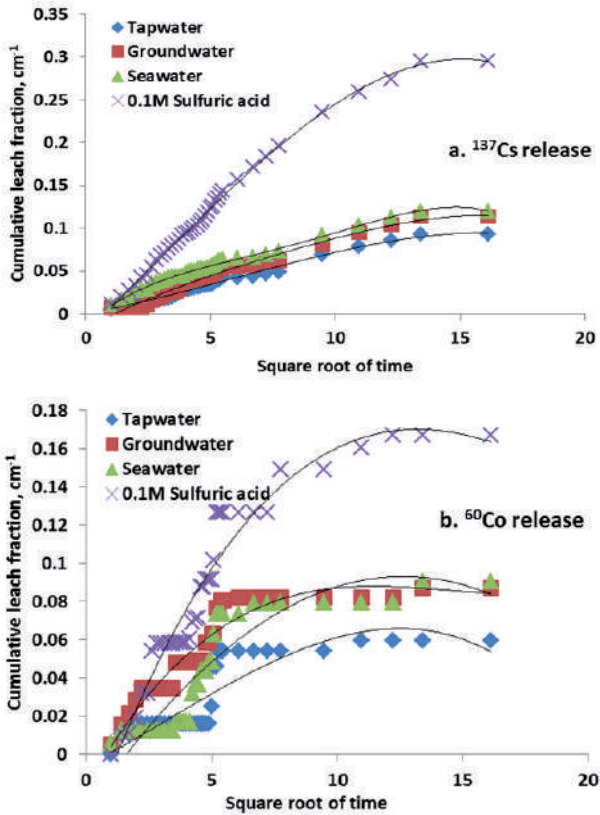 0.35
0.3
0.25
0.2
0.15
0.1
0.05
0
Cumulative leach fraction, cm⁻¹
Tapwater
Groundwater
Seawater
0.1M Sulfuric acid
a. ¹³⁷Cs release
0 5 10 15 20
Square root of time
0.18
0.16
0.14
0.12
0.1
0.08
0.06
0.04
0.02
0
Cumulative leach fraction, cm⁻¹
Tapwater
Groundwater
Seawater
0.1M Sulfuric acid
b. ⁶⁰Co release
0 5 10 15 20
Square root of time